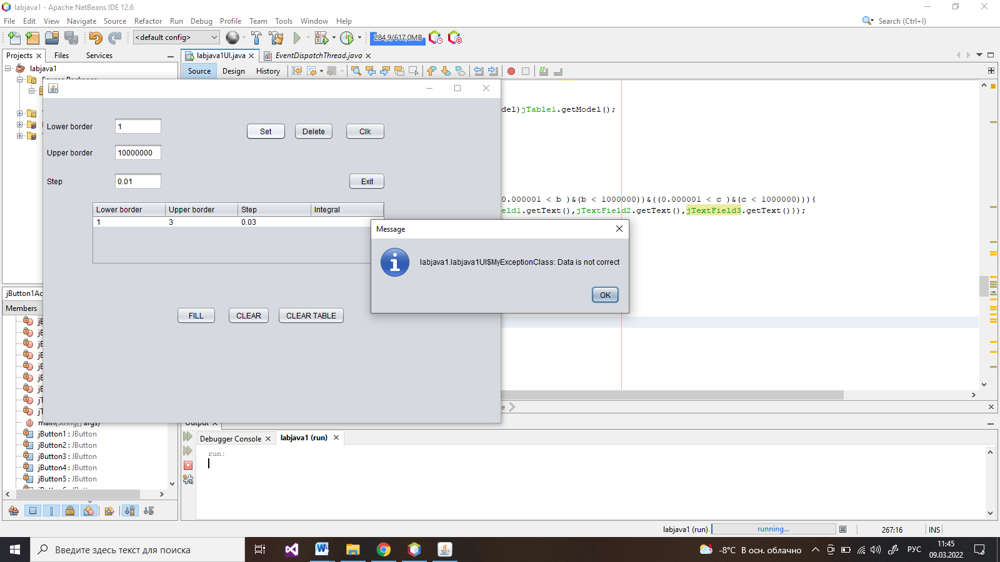 labjava1 - Apache NetBeans IDE 12.6
File Edit View Navigate Source Refactor Run Debug Profile Team Tools Window Help
Search (Ctrl+I)
<default config>
284,9/617,0MB
Projects Files Services
labjava1UI.java EventDispatchThread.java
labjava1
Source Design History
Lower border 1
Set Delete Clk
Upper border 10000000
Step 0.01
Exit
Lower border Upper border Step Integral
1 3 0.03
FILL CLEAR CLEAR TABLE
del)jTable1.getModel();
0.000001 < b )&(b < 1000000))&((0.000001 < c )&(c < 1000000))){
eld1.getText(),jTextField2.getText(),jTextField3.getText()});
Message
labjava1.labjava1UI$MyExceptionClass: Data is not correct
OK
jButton1Ac
Members
main(String[] args)
jButton1 : JButton
jButton2 : JButton
jButton3 : JButton
jButton4 : JButton
jButton5 : JButton
Output
Debugger Console labjava1 (run)
run:
labjava1 (run) running... 267:16 INS
Введите здесь текст для поиска
-8°C В осн. облачно
РУС
11:45
09.03.2022